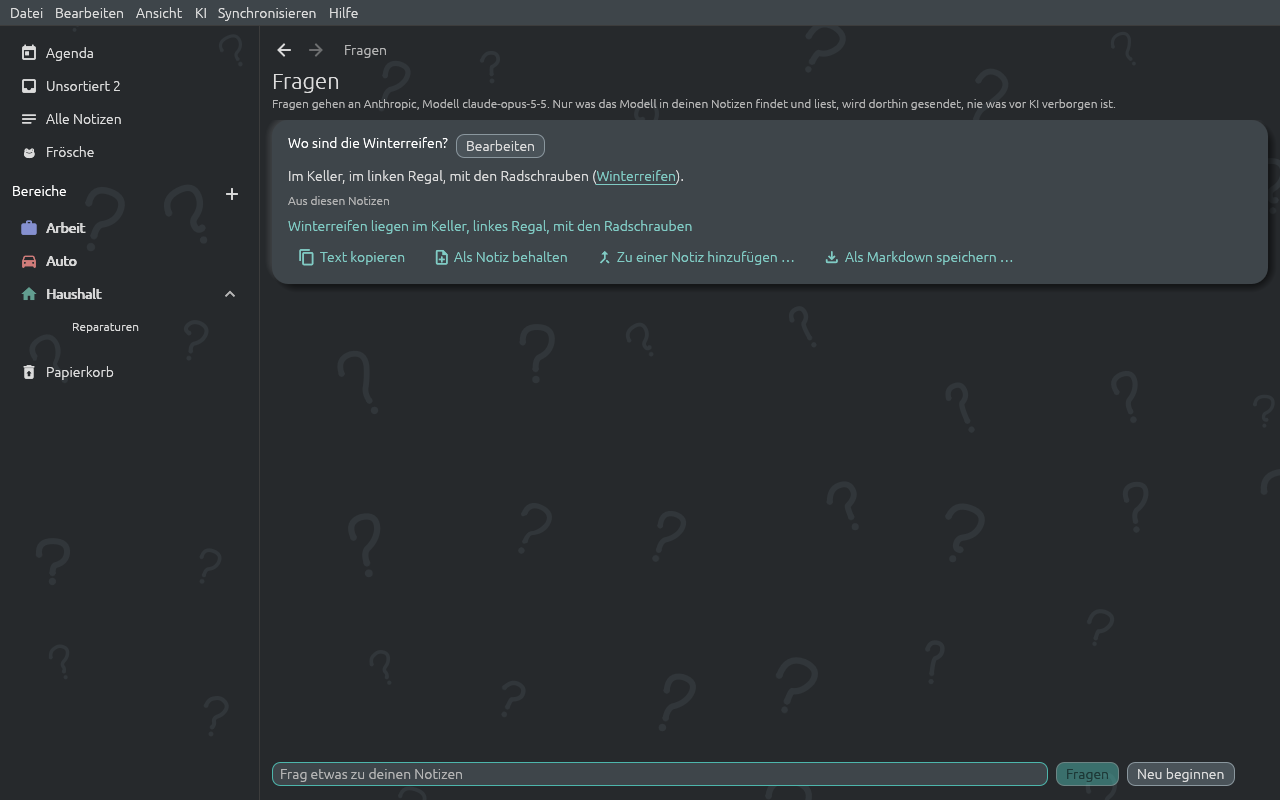 Datei Bearbeiten Ansicht KI Synchronisieren Hilfe
Agenda
Unsortiert 2
Alle Notizen
Frösche
Bereiche
Arbeit
Auto
Haushalt
Reparaturen
Papierkorb
Fragen
Fragen
Fragen gehen an Anthropic, Modell claude-opus-5-5. Nur was das Modell in deinen Notizen findet und liest, wird dorthin gesendet, nie was vor KI verborgen ist.
Wo sind die Winterreifen? Bearbeiten
Im Keller, im linken Regal, mit den Radschrauben (Winterreifen).
Aus diesen Notizen
Winterreifen liegen im Keller, linkes Regal, mit den Radschrauben
Text kopieren Als Notiz behalten Zu einer Notiz hinzufügen … Als Markdown speichern …
Frag etwas zu deinen Notizen Fragen Neu beginnen